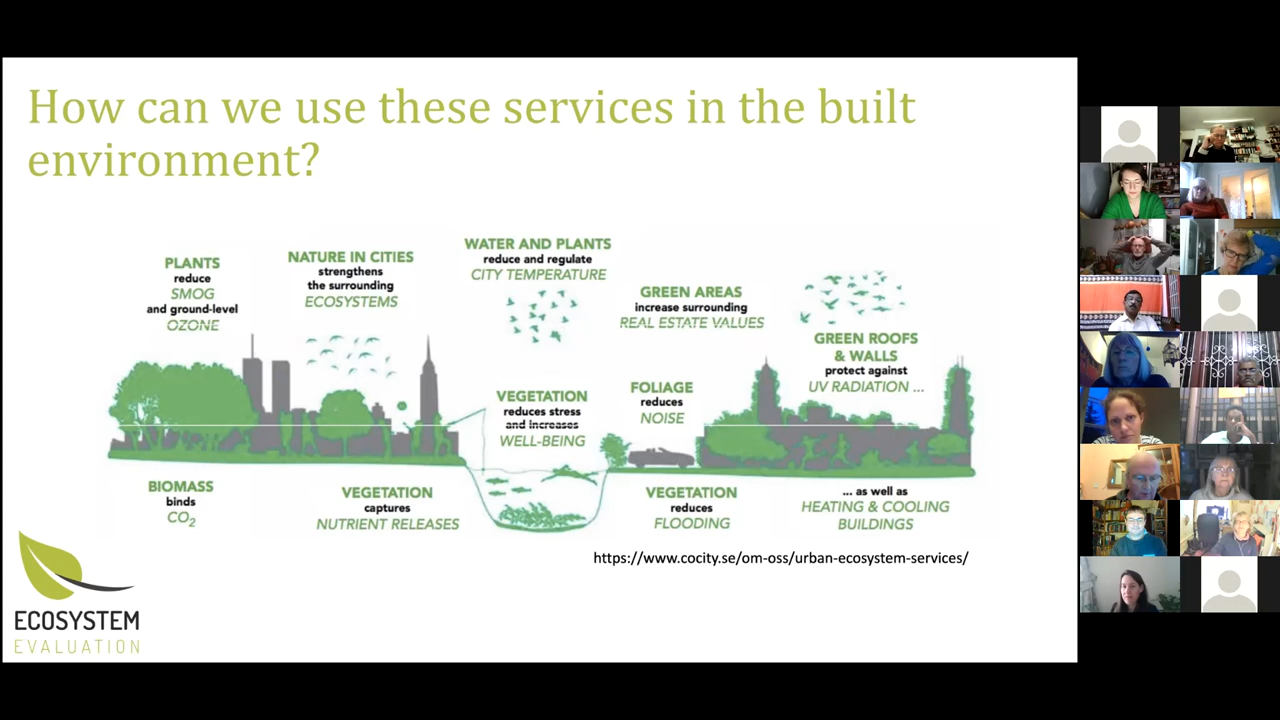 How can we use these services in the built
environment?
PLANTS
reduce
SMOG
and ground-level
OZONE
NATURE IN CITIES
strengthens
the surrounding
ECOSYSTEMS
WATER AND PLANTS
reduce and regulate
CITY TEMPERATURE
GREEN AREAS
increase surrounding
REAL ESTATE VALUES
GREEN ROOFS
& WALLS
protect against
UV RADIATION ...
VEGETATION
reduces stress
and increases
WELL-BEING
FOLIAGE
reduces
NOISE
BIOMASS
binds
CO2
VEGETATION
captures
NUTRIENT RELEASES
VEGETATION
reduces
FLOODING
... as well as
HEATING & COOLING
BUILDINGS
https://www.cocity.se/om-oss/urban-ecosystem-services/
ECOSYSTEM
EVALUATION